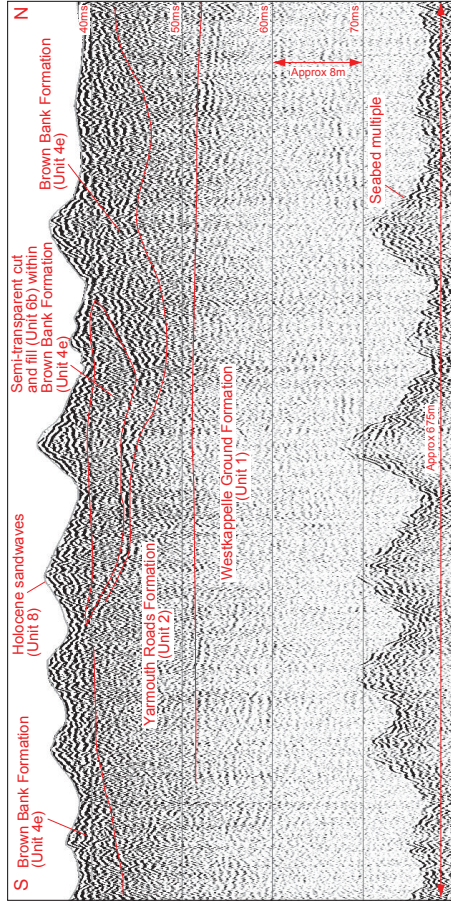 S
Brown Bank Formation
(Unit 4e)
Holocene sandwaves
(Unit 8)
Semi-transparent cut
and fill (Unit 6b) within
Brown Bank Formation
(Unit 4e)
Brown Bank Formation
(Unit 4e)
N
40ms
Yarmouth Roads Formation
(Unit 2)
50ms
Westkappelle Ground Formation
(Unit 1)
60ms
Approx 8m
70ms
Seabed multiple
Approx 675m